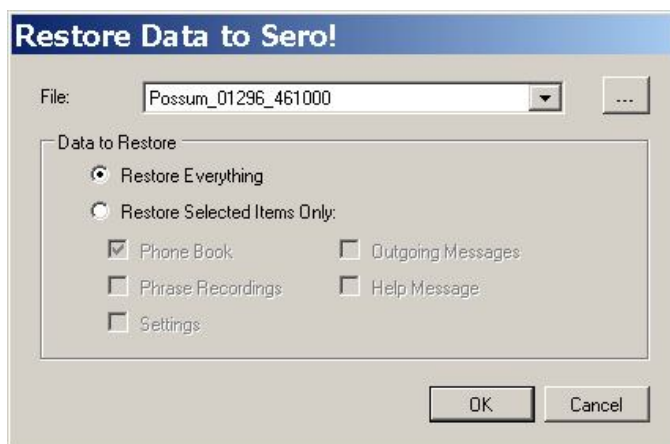 Restore Data to Sero!
File: Possum_01296_461000 ...
Data to Restore
Restore Everything
Restore Selected Items Only:
Phone Book Outgoing Messages
Phrase Recordings Help Message
Settings
OK Cancel